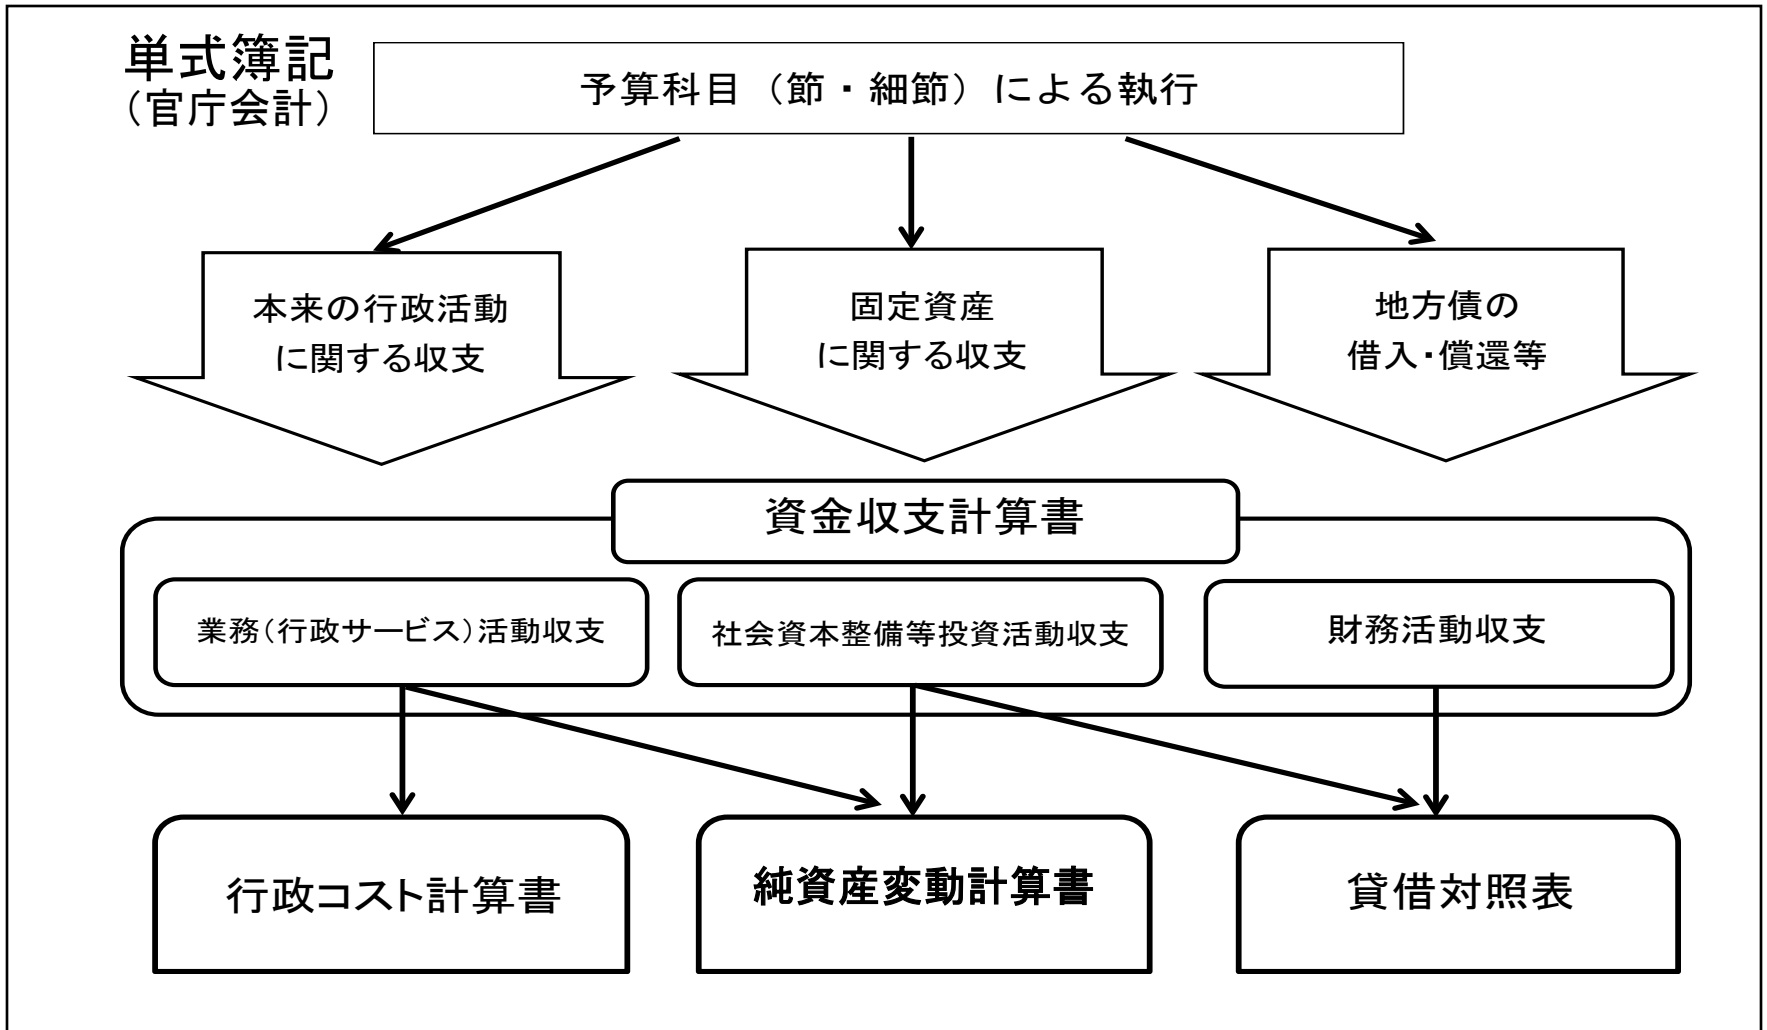 単式簿記
（官庁会計）
予算科目（節・細節）による執行
本来の行政活動
に関する収支
固定資産
に関する収支
地方債の
借入・償還等
資金収支計算書
業務（行政サービス）活動収支
社会資本整備等投資活動収支
財務活動収支
行政コスト計算書
純資産変動計算書
貸借対照表